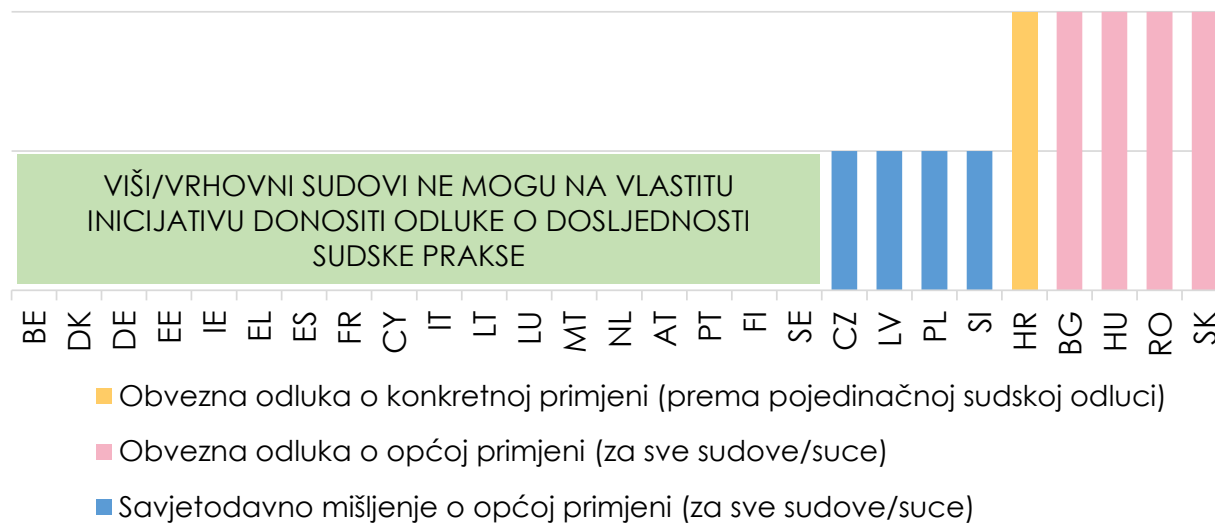 VIŠI/VRHOVNI SUDOVI NE MOGU NA VLASTITU
INICIJATIVU DONOSITI ODLUKE O DOSLJEDNOSTI
SUDSKE PRAKSE
BE DK DE EE IE EL ES FR CY IT LT LU MT NL AT PT FI SE CZ LV PL SI HR BG HU RO SK
Obvezna odluka o konkretnoj primjeni (prema pojedinačnoj sudskoj odluci)
Obvezna odluka o općoj primjeni (za sve sudove/suce)
Savjetodavno mišljenje o općoj primjeni (za sve sudove/suce)